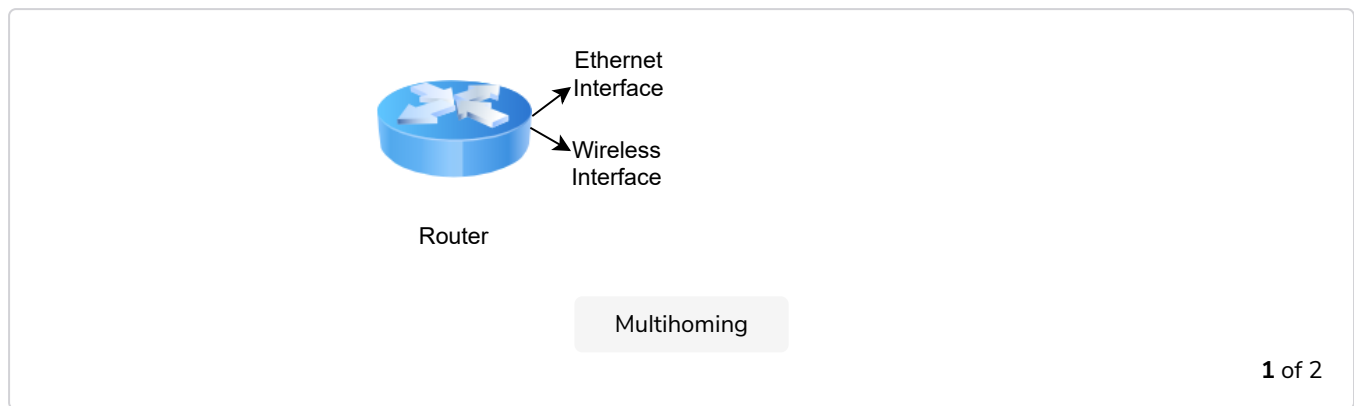 Ethernet
Interface
Wireless
Interface
Router
Multihoming
1 of 2